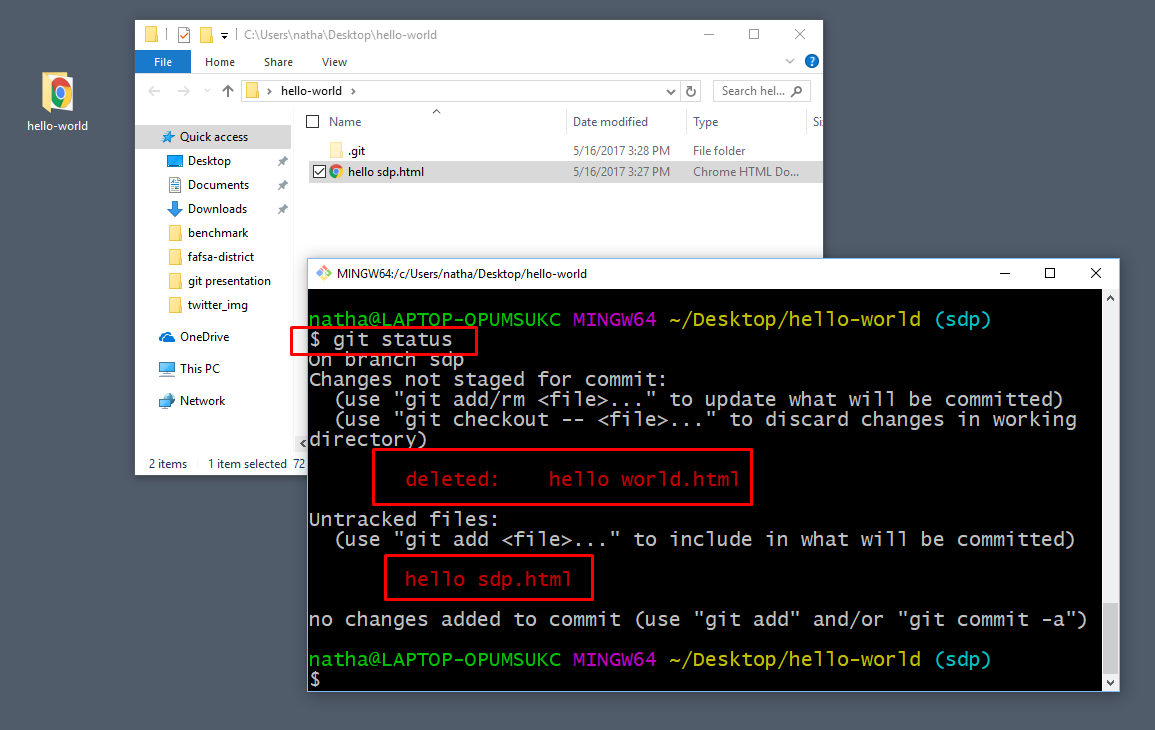 hello-world
C:\Users\natha\Desktop\hello-world
File Home Share View
hello-world
Search hel...
Name Date modified Type Si
.git 5/16/2017 3:28 PM File folder
hello sdp.html 5/16/2017 3:27 PM Chrome HTML Do...
Quick access
Desktop
Documents
Downloads
benchmark
fafsa-district
git presentation
twitter_img
OneDrive
This PC
Network
2 items 1 item selected 72
MINGW64:/c/Users/natha/Desktop/hello-world
natha@LAPTOP-OPUMSUKC MINGW64 ~/Desktop/hello-world (sdp)
$ git status
On branch sdp
Changes not staged for commit:
(use "git add/rm <file>..." to update what will be committed)
(use "git checkout -- <file>..." to discard changes in working
directory)
deleted: hello world.html
Untracked files:
(use "git add <file>..." to include in what will be committed)
hello sdp.html
no changes added to commit (use "git add" and/or "git commit -a")
natha@LAPTOP-OPUMSUKC MINGW64 ~/Desktop/hello-world (sdp)
$